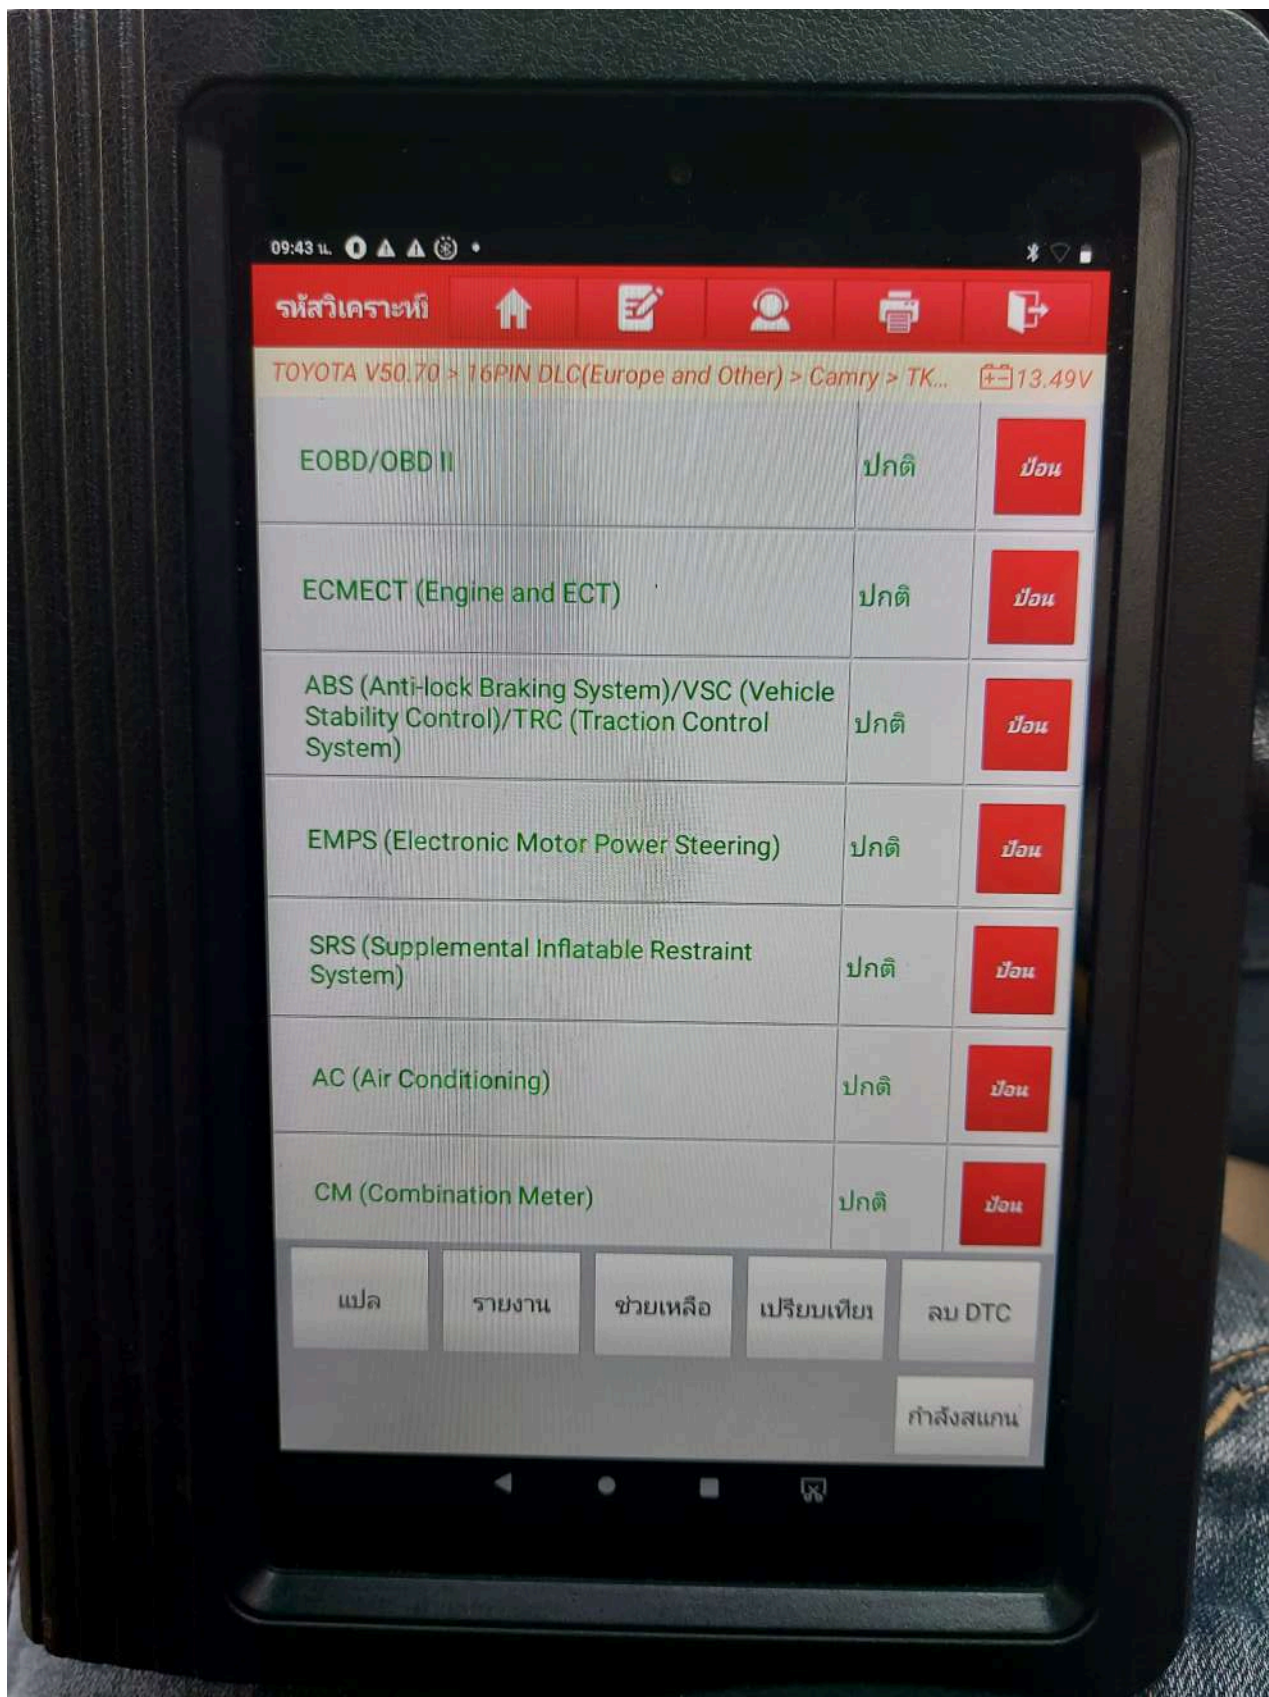 09:43 น.
รหัสวิเคราะห์
TOYOTA V50.70 > 16PIN DLC(Europe and Other) > Camry > TK... 13.49V
EOBD/OBD II ปกติ ป้อน
ECMECT (Engine and ECT) ปกติ ป้อน
ABS (Anti-lock Braking System)/VSC (Vehicle
Stability Control)/TRC (Traction Control
System) ปกติ ป้อน
EMPS (Electronic Motor Power Steering) ปกติ ป้อน
SRS (Supplemental Inflatable Restraint
System) ปกติ ป้อน
AC (Air Conditioning) ปกติ ป้อน
CM (Combination Meter) ปกติ ป้อน
แปล รายงาน ช่วยเหลือ เปรียบเทียบ ลบ DTC
กำลังสแกน